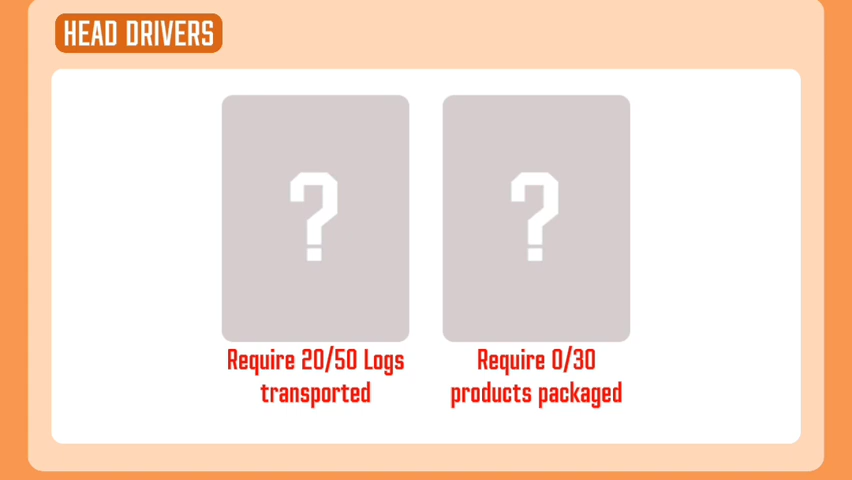 HEAD DRIVERS
?
?
Require 20/50 Logs
transported
Require 0/30
products packaged